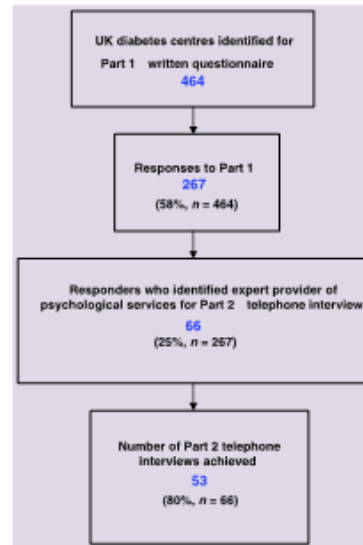 UK diabetes centres identified for
Part 1 written questionnaire
464
Responses to Part 1
267
(58%, n = 464)
Responders who identified expert provider of
psychological services for Part 2 telephone interview
66
(25%, n = 267)
Number of Part 2 telephone
interviews achieved
53
(80%, n = 66)